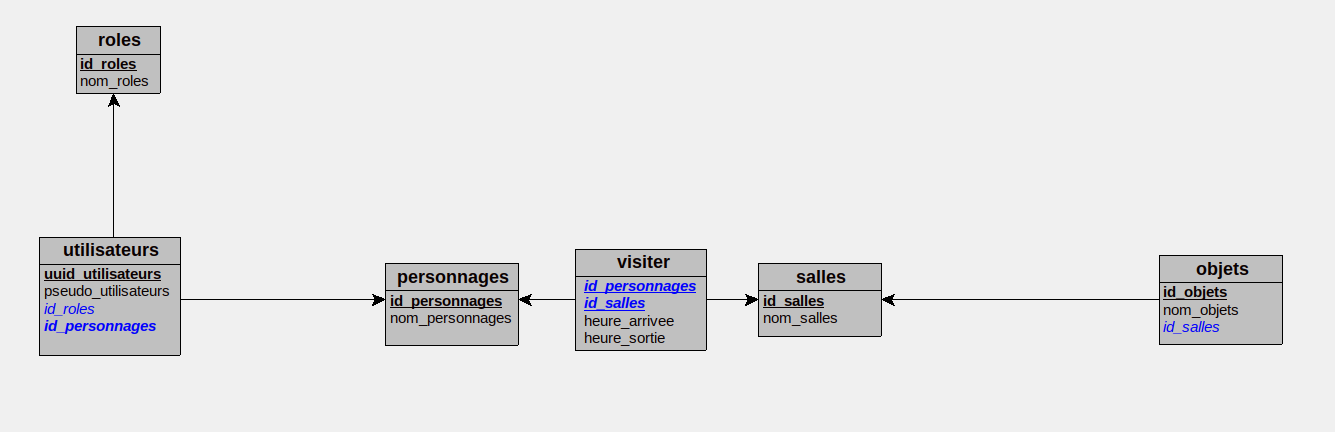 roles
id_roles
nom_roles
utilisateurs
uuid_utilisateurs
pseudo_utilisateurs
id_roles
id_personnages
personnages
id_personnages
nom_personnages
visiter
id_personnages
id_salles
heure_arrivee
heure_sortie
salles
id_salles
nom_salles
objets
id_objets
nom_objets
id_salles